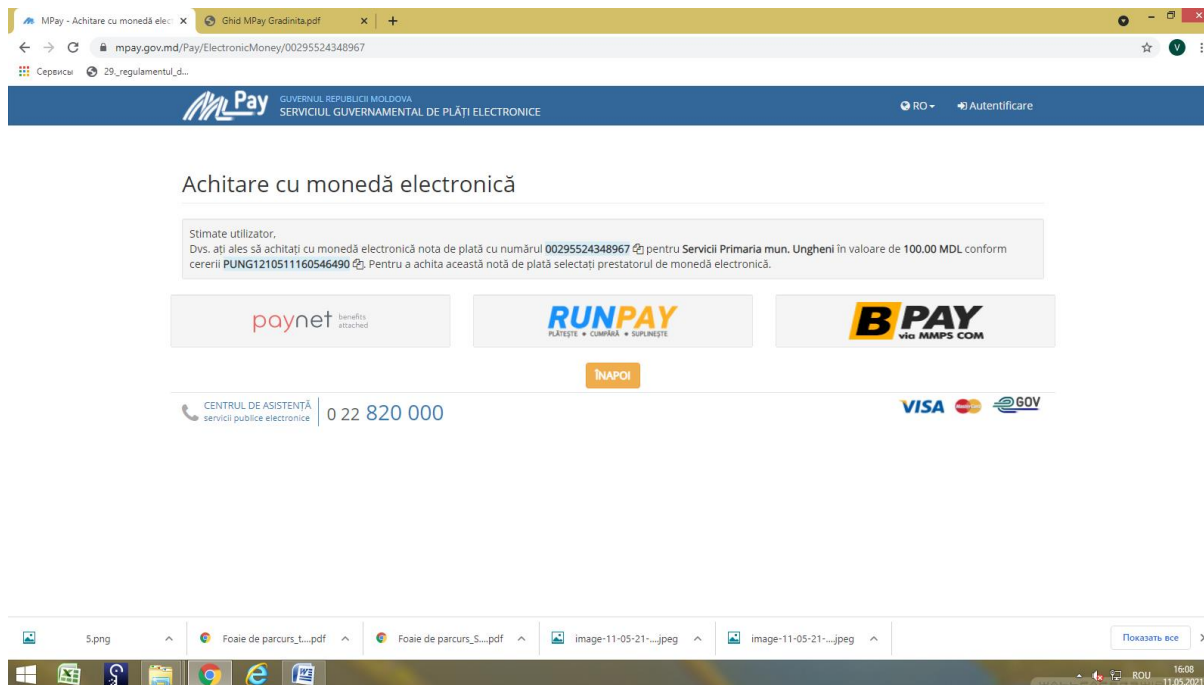 MPay - Achitare cu monedă elec
Ghid MPay Gradinita.pdf
mpay.gov.md/Pay/ElectronicMoney/00295524348967
V
Сервисы
29._regulamentul_d...
Pay
GUVERNUL REPUBLICII MOLDOVA
SERVICIUL GUVERNAMENTAL DE PLĂȚI ELECTRONICE
RO
Autentificare
Achitare cu monedă electronică
Stimate utilizator,
Dvs. ați ales să achitați cu monedă electronică nota de plată cu numărul 00295524348967 pentru Servicii Primaria mun. Ungheni în valoare de 100.00 MDL conform
cererii PUNG1210511160546490. Pentru a achita această notă de plată selectați prestatorul de monedă electronică.
paynet benefits attached
RUNPAY
PLĂTEȘTE • CUMPĂRĂ • SUPLINEȘTE
B PAY
via MMPS COM
ÎNAPOI
CENTRUL DE ASISTENȚĂ
servicii publice electronice
0 22 820 000
VISA
MasterCard
GOV
5.png
Foaie de parcurs_t....pdf
Foaie de parcurs_S....pdf
image-11-05-21-....jpeg
image-11-05-21-....jpeg
Показать все
ROU
16:08
11.05.2021